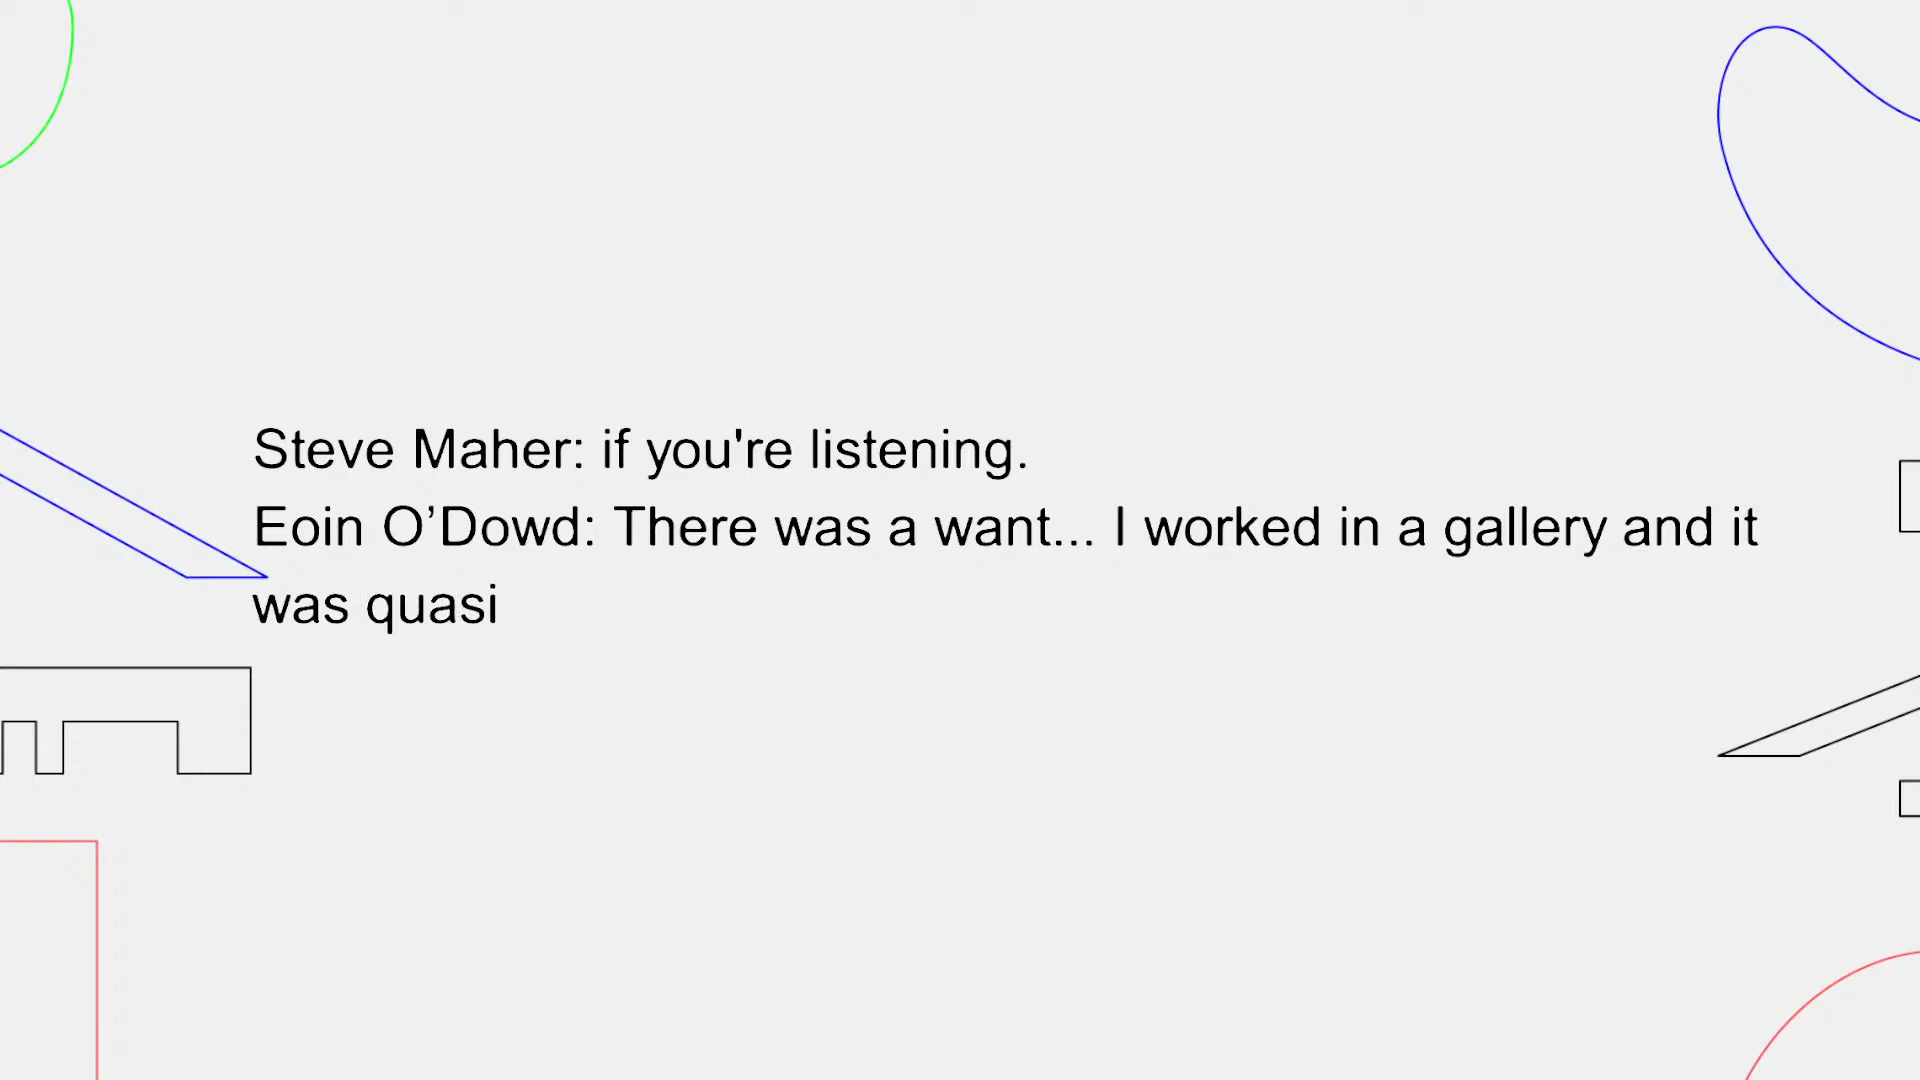 Steve Maher: if you're listening.
Eoin O’Dowd: There was a want... I worked in a gallery and it
was quasi